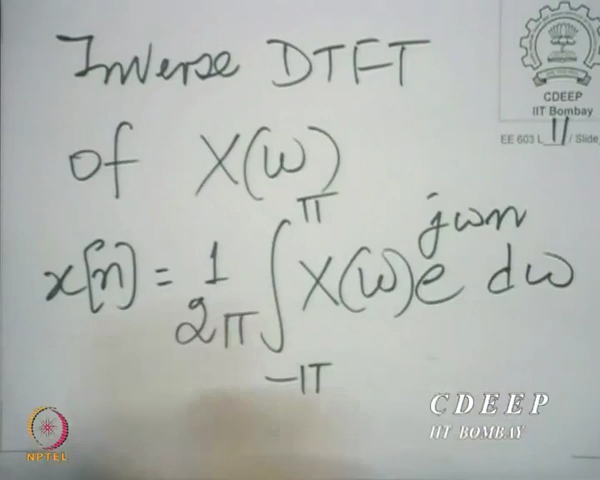 Inverse DTFT
CDEEP
IIT Bombay
EE 603 L 11 / Slide
of X(ω)
x[n] = 1/2π ∫_{-π}^{π} X(ω) e^{jωn} dω
CDEEP
IIT BOMBAY
NPTEL